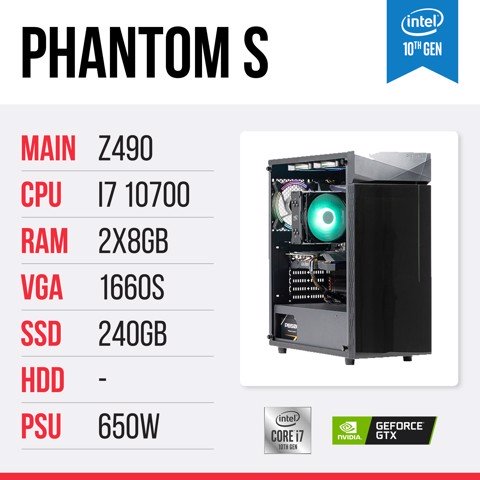 PHANTOM S
intel
10TH GEN
MAIN Z490
CPU I7 10700
RAM 2X8GB
VGA 1660S
SSD 240GB
HDD -
PSU 650W
intel
CORE i7
10TH GEN
NVIDIA.
GEFORCE
GTX